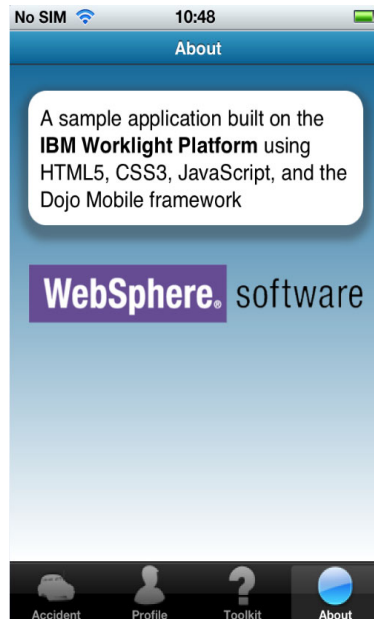 No SIM 10:48
About
A sample application built on the
IBM Worklight Platform using
HTML5, CSS3, JavaScript, and the
Dojo Mobile framework
WebSphere. software
Accident Profile Toolkit About